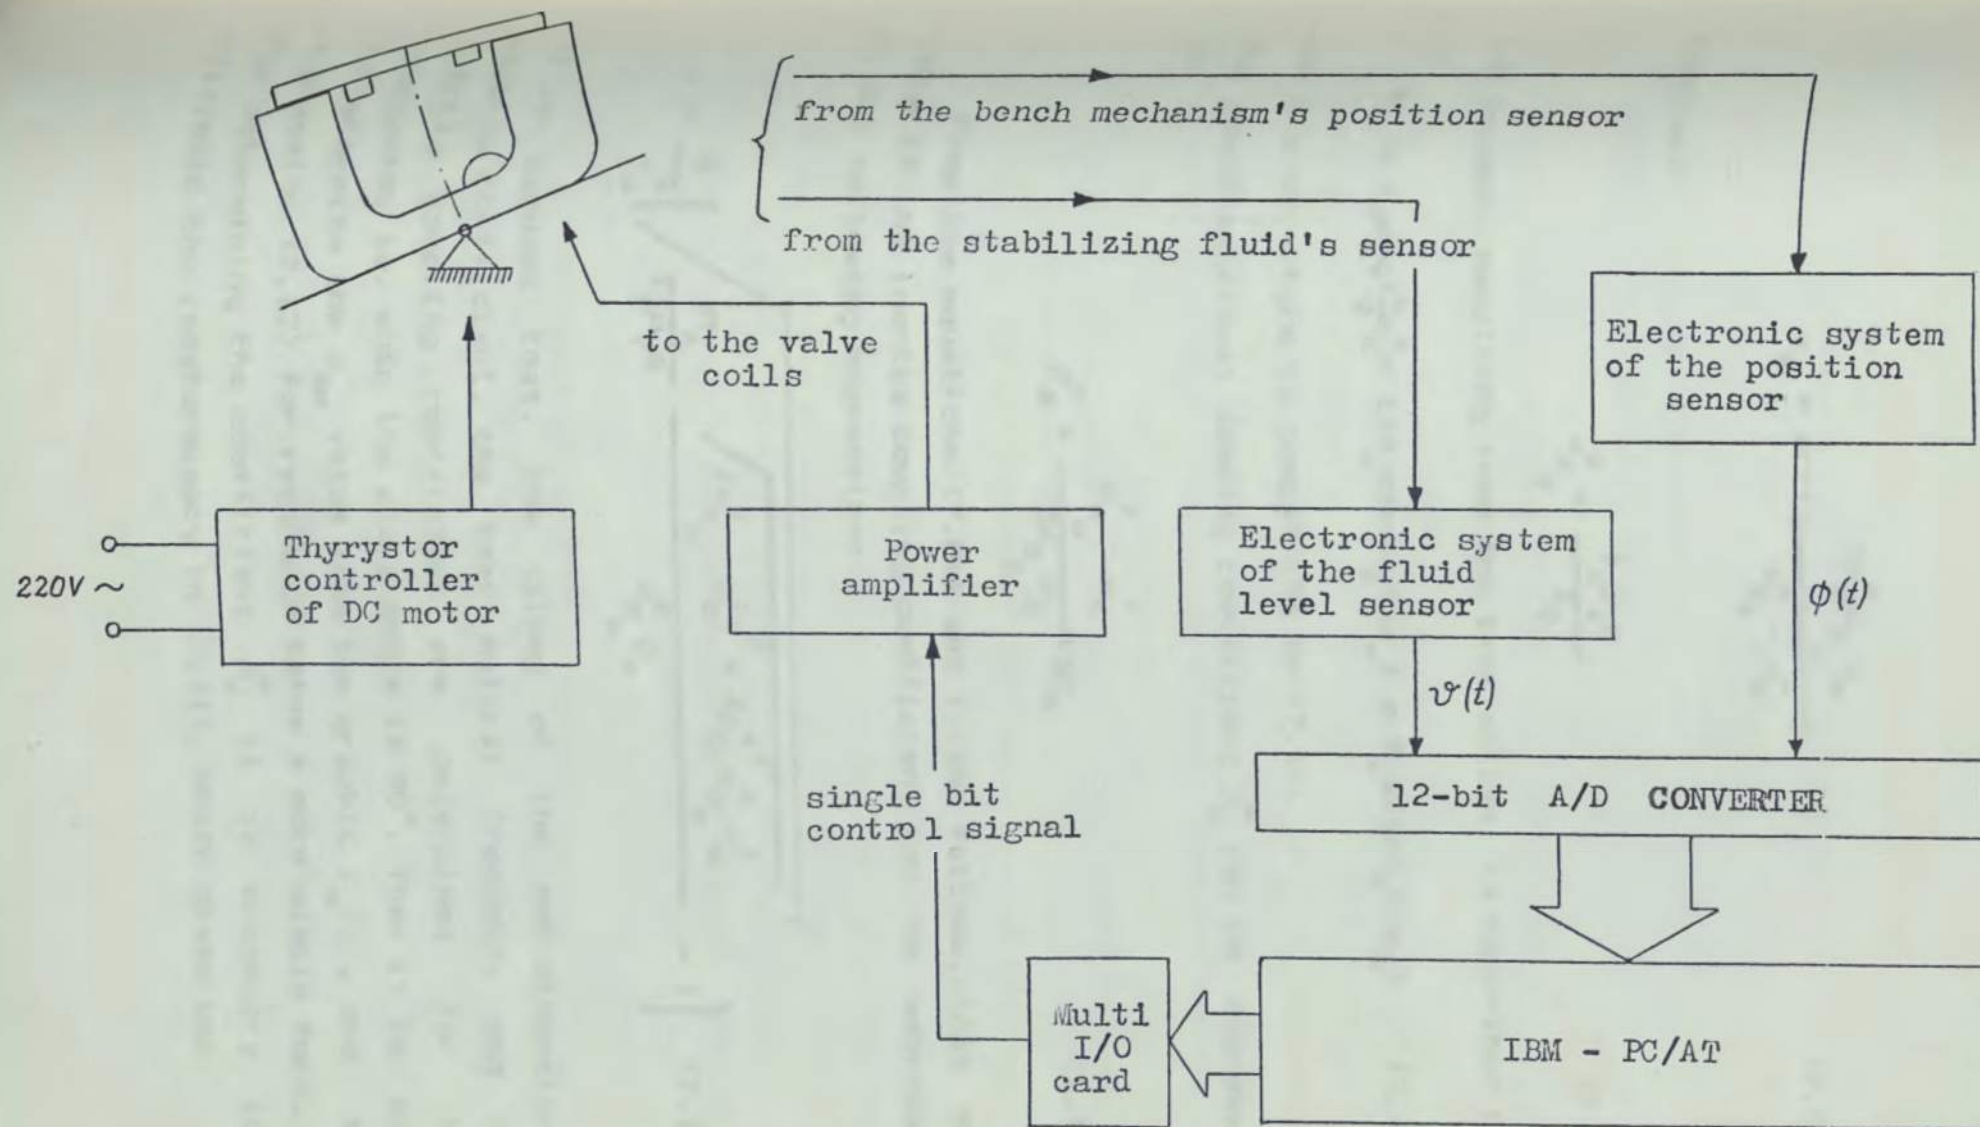 from the bench mechanism's position sensor
from the stabilizing fluid's sensor
to the valve
coils
Electronic system
of the position
sensor
220V ~
Thyrystor
controller
of DC motor
Power
amplifier
Electronic system
of the fluid
level sensor
ϕ(t)
ϑ(t)
single bit
control signal
12-bit A/D CONVERTER
Multi
I/O
card
IBM - PC/AT